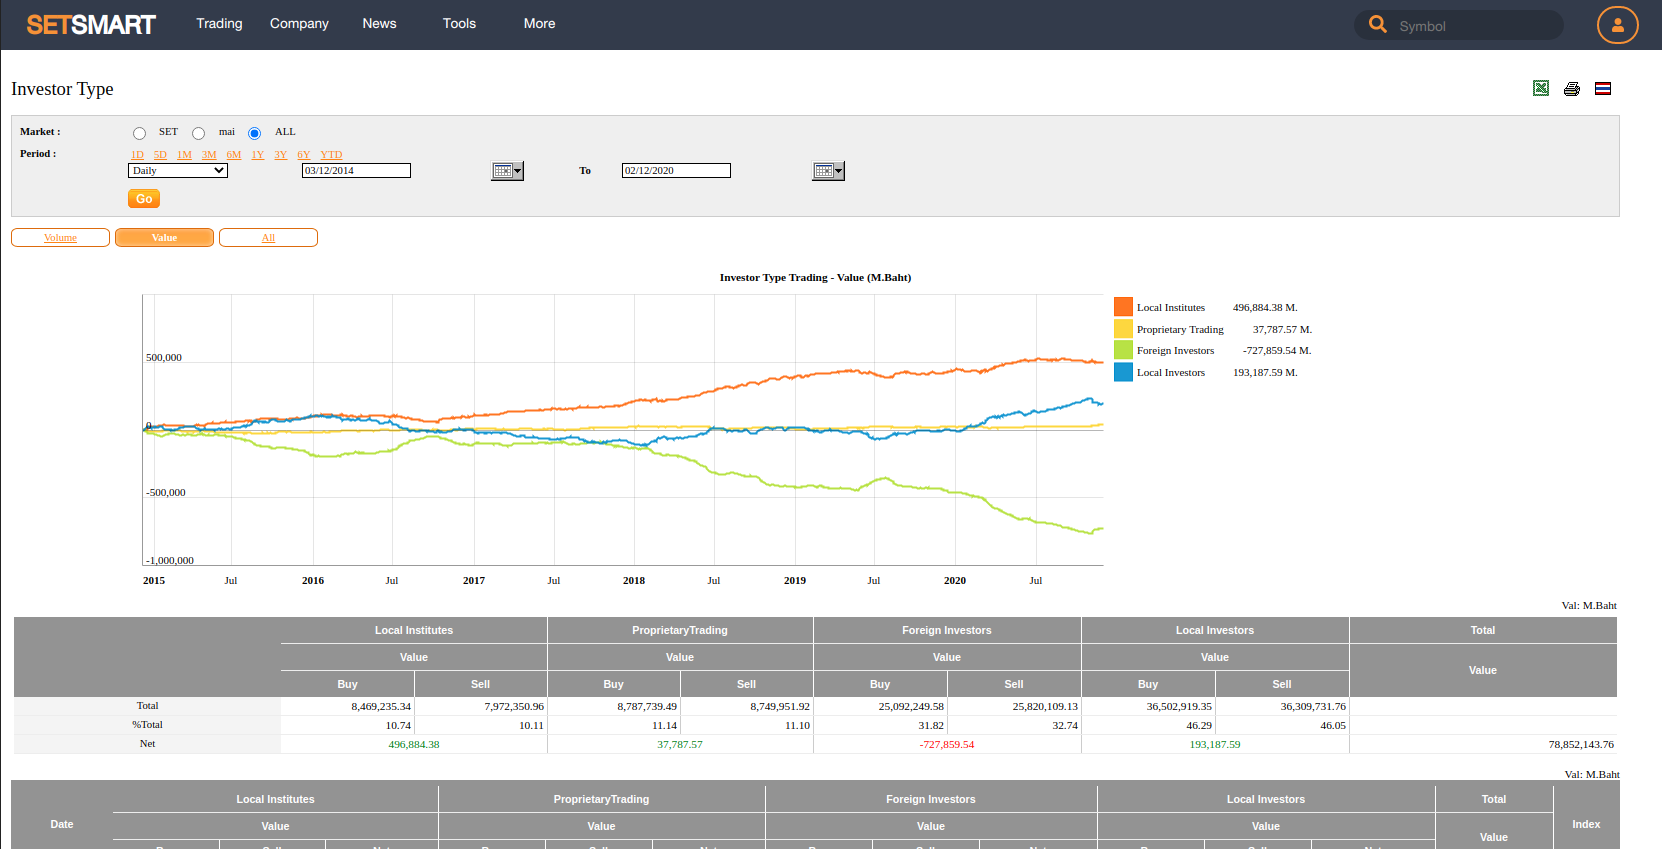 SETSMART Trading Company News Tools More Symbol
Investor Type
Market : SET mai ALL
Period : 1D 5D 1M 3M 6M 1Y 3Y 6Y YTD
Daily 03/12/2014 To 02/12/2020
Go
Volume Value All
Investor Type Trading - Value (M.Baht)
Local Institutes 496,884.38 M.
Proprietary Trading 37,787.57 M.
Foreign Investors -727,859.54 M.
Local Investors 193,187.59 M.
500,000
0
-500,000
-1,000,000
2015 Jul 2016 Jul 2017 Jul 2018 Jul 2019 Jul 2020 Jul
Val: M.Baht
Local Institutes ProprietaryTrading Foreign Investors Local Investors Total
Value Value Value Value Value
Buy Sell Buy Sell Buy Sell Buy Sell
Total 8,469,235.34 7,972,350.96 8,787,739.49 8,749,951.92 25,092,249.58 25,820,109.13 36,502,919.35 36,309,731.76
%Total 10.74 10.11 11.14 11.10 31.82 32.74 46.29 46.05
Net 496,884.38 37,787.57 -727,859.54 193,187.59 78,852,143.76
Val: M.Baht
Date Local Institutes ProprietaryTrading Foreign Investors Local Investors Total Index
Value Value Value Value Value